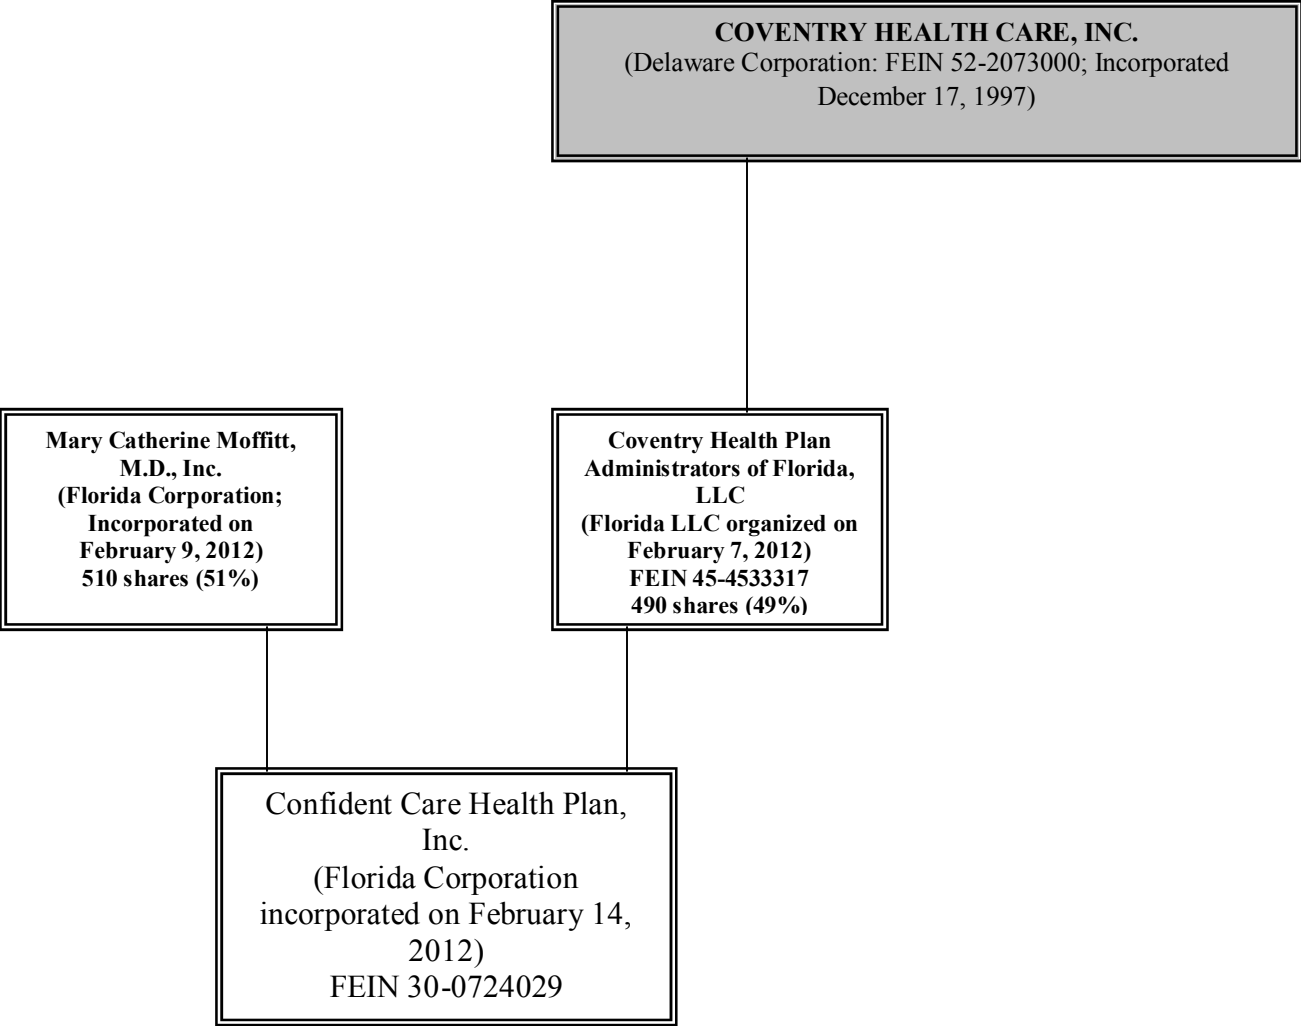 COVENTRY HEALTH CARE, INC.
(Delaware Corporation: FEIN 52-2073000; Incorporated
December 17, 1997)
Mary Catherine Moffitt,
M.D., Inc.
(Florida Corporation;
Incorporated on
February 9, 2012)
510 shares (51%)
Coventry Health Plan
Administrators of Florida,
LLC
(Florida LLC organized on
February 7, 2012)
FEIN 45-4533317
490 shares (49%)
Confident Care Health Plan,
Inc.
(Florida Corporation
incorporated on February 14,
2012)
FEIN 30-0724029